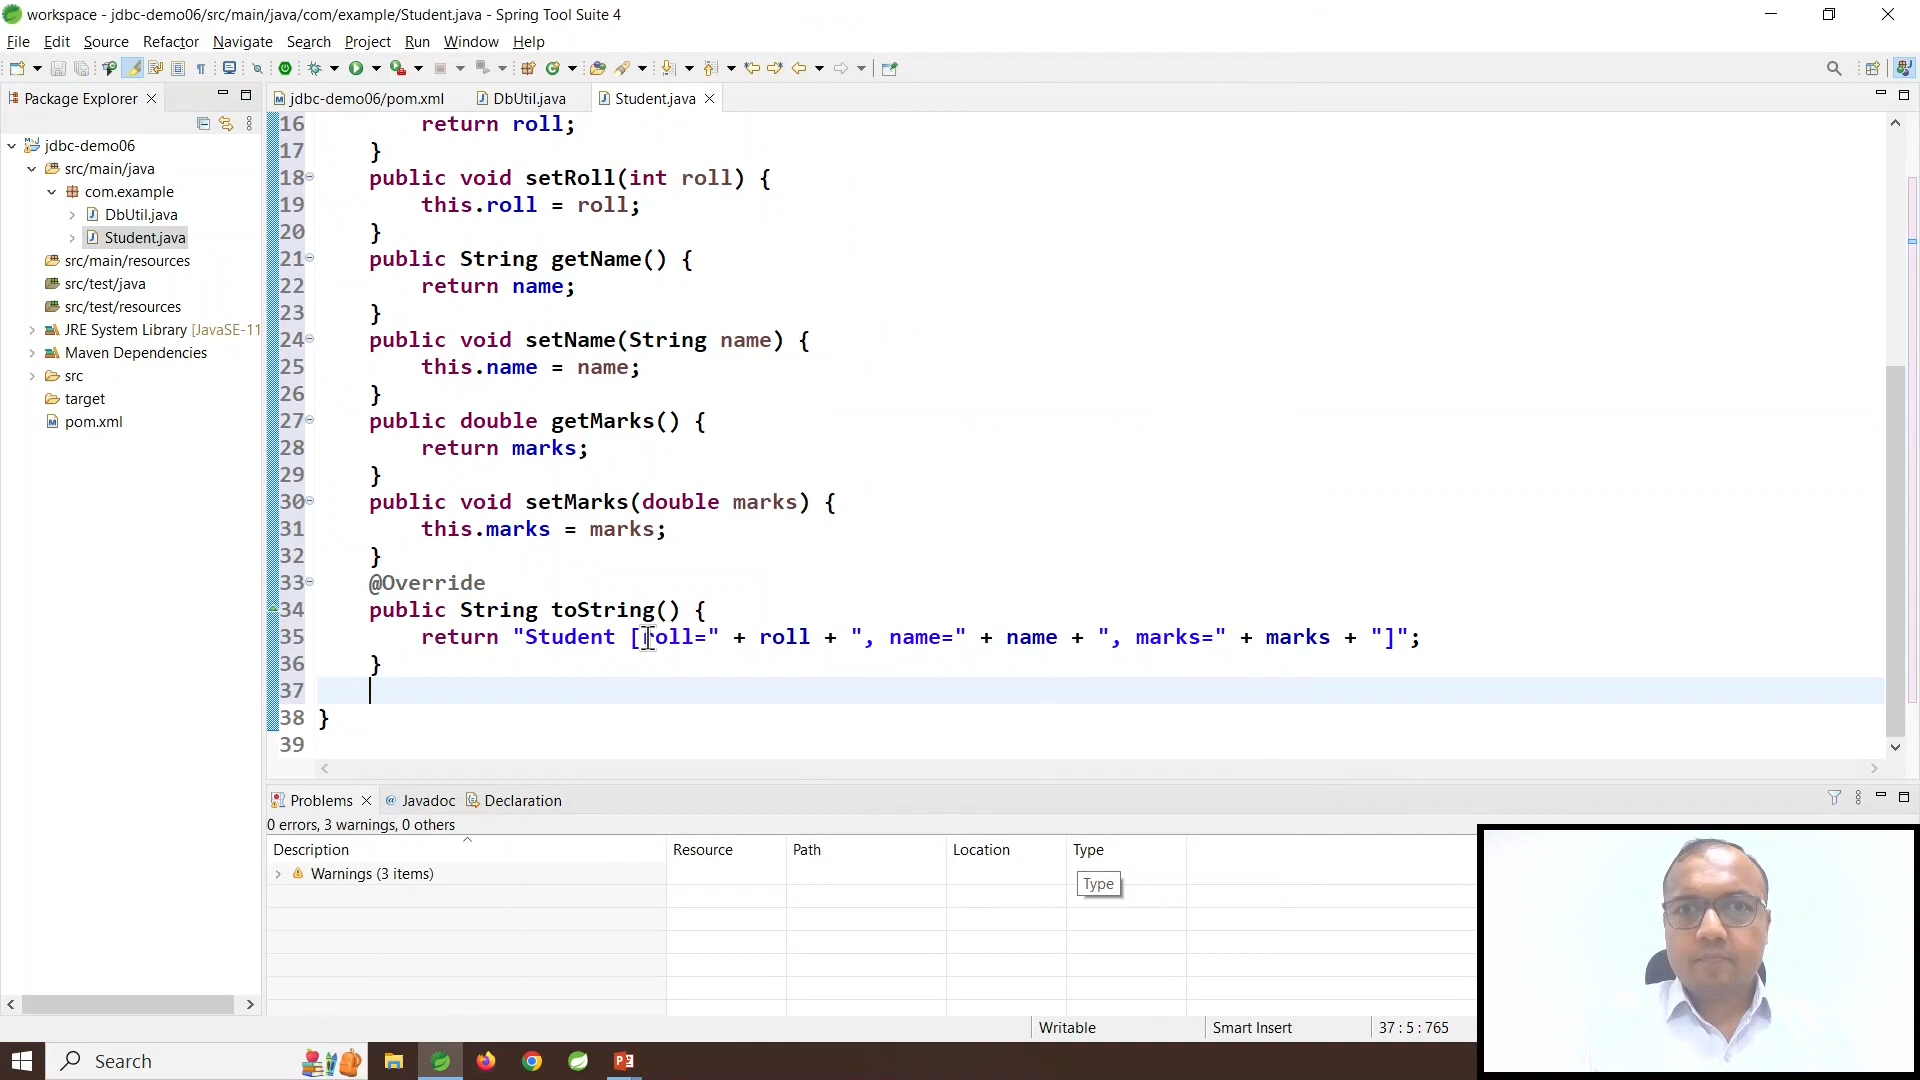 workspace - jdbc-demo06/src/main/java/com/example/Student.java - Spring Tool Suite 4
File Edit Source Refactor Navigate Search Project Run Window Help
Package Explorer
jdbc-demo06/pom.xml DbUtil.java Student.java
jdbc-demo06
src/main/java
com.example
DbUtil.java
Student.java
src/main/resources
src/test/java
src/test/resources
JRE System Library [JavaSE-11
Maven Dependencies
src
target
pom.xml
16 return roll;
17 }
18 public void setRoll(int roll) {
19 this.roll = roll;
20 }
21 public String getName() {
22 return name;
23 }
24 public void setName(String name) {
25 this.name = name;
26 }
27 public double getMarks() {
28 return marks;
29 }
30 public void setMarks(double marks) {
31 this.marks = marks;
32 }
33 @Override
34 public String toString() {
35 return "Student [roll=" + roll + ", name=" + name + ", marks=" + marks + "]";
36 }
37
38 }
39
Problems @ Javadoc Declaration
0 errors, 3 warnings, 0 others
Description Resource Path Location Type
Warnings (3 items)
Type
Writable Smart Insert 37 : 5 : 765
Search